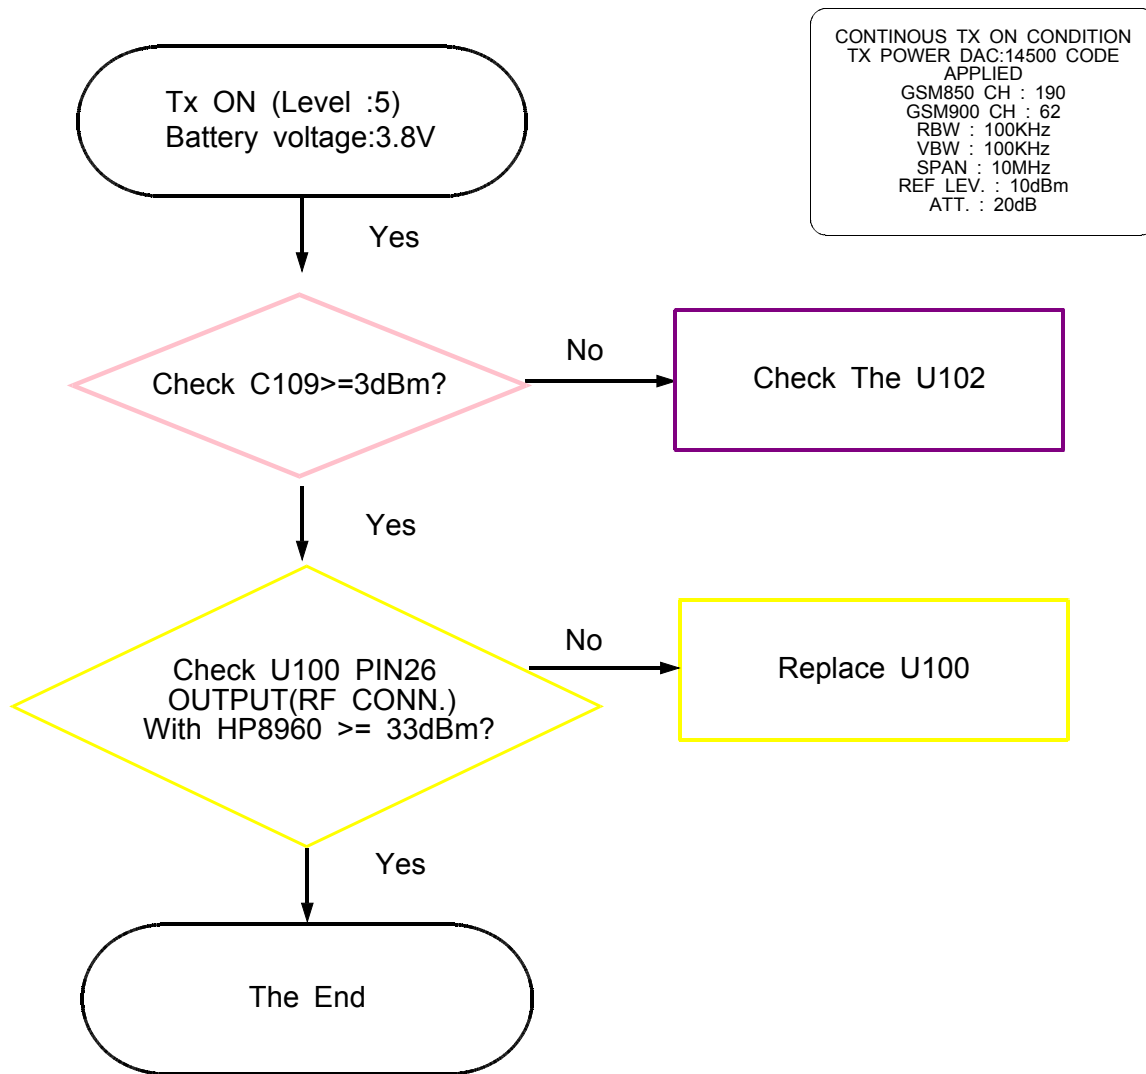 CONTINOUS TX ON CONDITION
TX POWER DAC:14500 CODE
APPLIED
GSM850 CH : 190
GSM900 CH : 62
RBW : 100KHz
VBW : 100KHz
SPAN : 10MHz
REF LEV. : 10dBm
ATT. : 20dB
Tx ON (Level :5)
Battery voltage:3.8V
Yes
Check C109>=3dBm?
No
Check The U102
Yes
Check U100 PIN26
OUTPUT(RF CONN.)
With HP8960 >= 33dBm?
No
Replace U100
Yes
The End